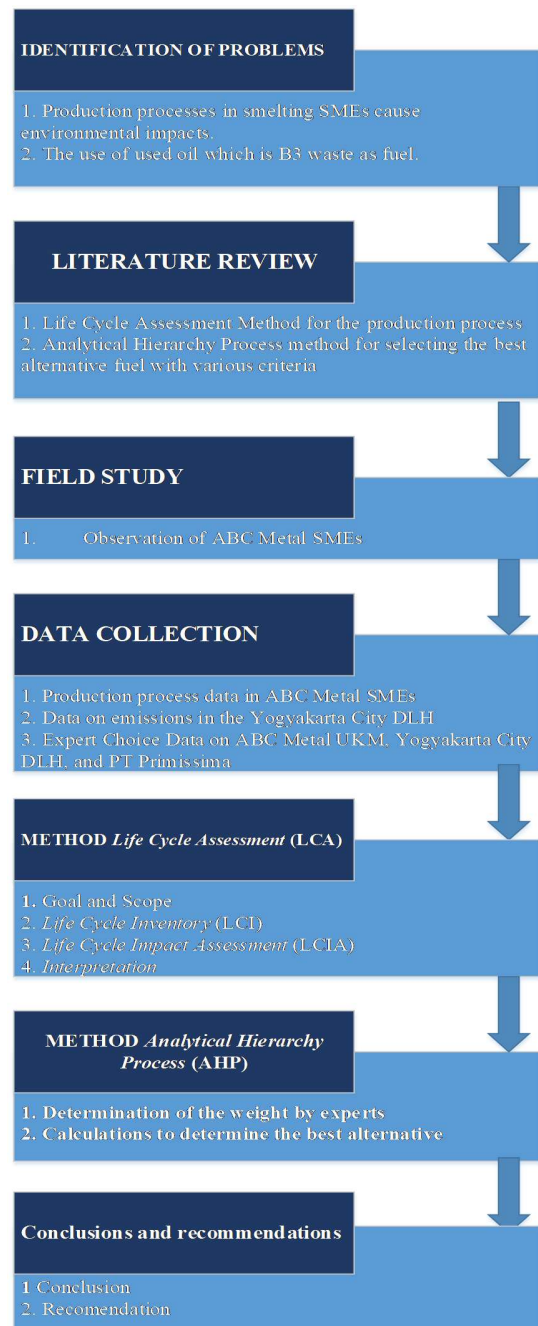 IDENTIFICATION OF PROBLEMS
1. Production processes in smelting SMEs cause
environmental impacts.
2. The use of used oil which is B3 waste as fuel.
LITERATURE REVIEW
1. Life Cycle Assessment Method for the production process
2. Analytical Hierarchy Process method for selecting the best
alternative fuel with various criteria
FIELD STUDY
1. Observation of ABC Metal SMEs
DATA COLLECTION
1. Production process data in ABC Metal SMEs
2. Data on emissions in the Yogyakarta City DLH
3. Expert Choice Data on ABC Metal UKM, Yogyakarta City
DLH, and PT Primissima
METHOD Life Cycle Assessment (LCA)
1. Goal and Scope
2. Life Cycle Inventory (LCI)
3. Life Cycle Impact Assessment (LCIA)
4. Interpretation
METHOD Analytical Hierarchy
Process (AHP)
1. Determination of the weight by experts
2. Calculations to determine the best alternative
Conclusions and recommendations
1 Conclusion
2. Recomendation